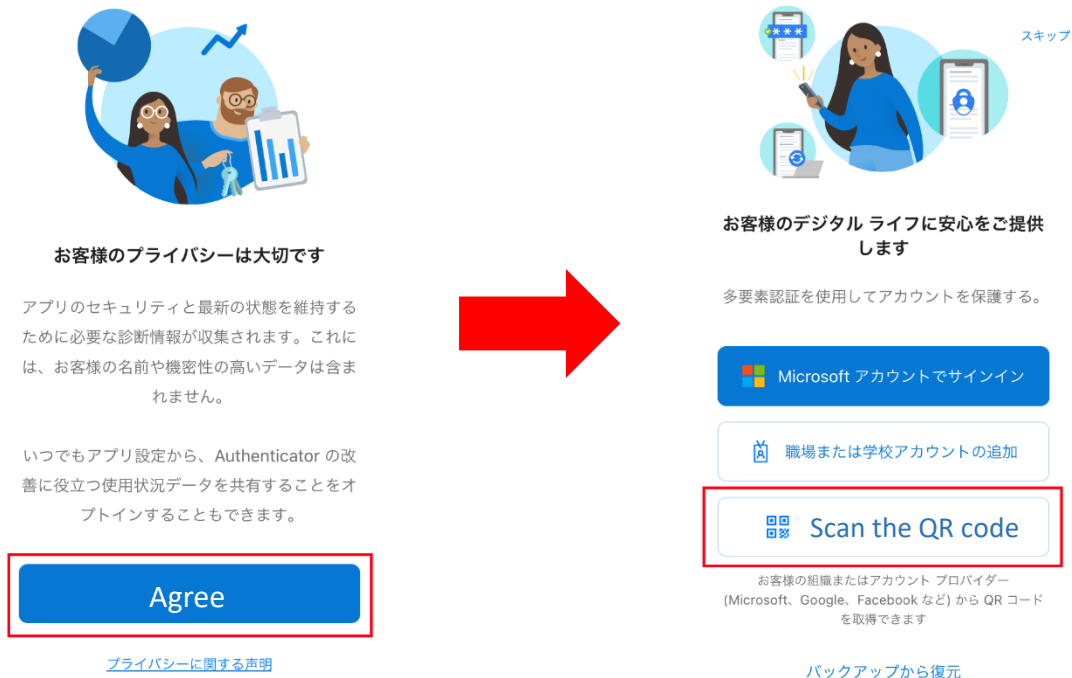 お客様のプライバシーは大切です
アプリのセキュリティと最新の状態を維持する
ために必要な診断情報が収集されます。これに
は、お客様の名前や機密性の高いデータは含ま
れません。
いつでもアプリ設定から、Authenticator の改
善に役立つ使用状況データを共有することをオ
プトインすることもできます。
Agree
プライバシーに関する声明
スキップ
***
お客様のデジタル ライフに安心をご提供
します
多要素認証を使用してアカウントを保護する。
Microsoft アカウントでサインイン
職場または学校アカウントの追加
Scan the QR code
お客様の組織またはアカウント プロバイダー
(Microsoft、Google、Facebook など) から QR コード
を取得できます
バックアップから復元